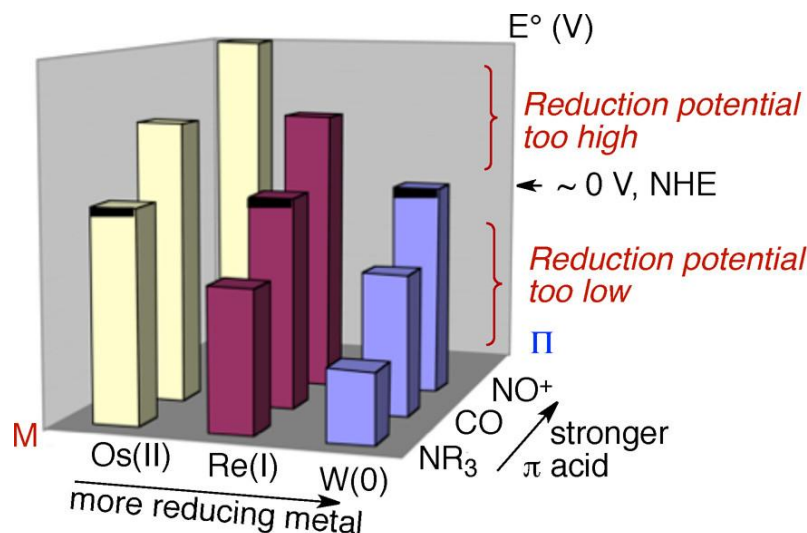 E° (V)
Reduction potential
too high
~ 0 V, NHE
Reduction potential
too low
Π
NO⁺
CO
NR₃
stronger
π acid
M
Os(II)
Re(I)
W(0)
more reducing metal